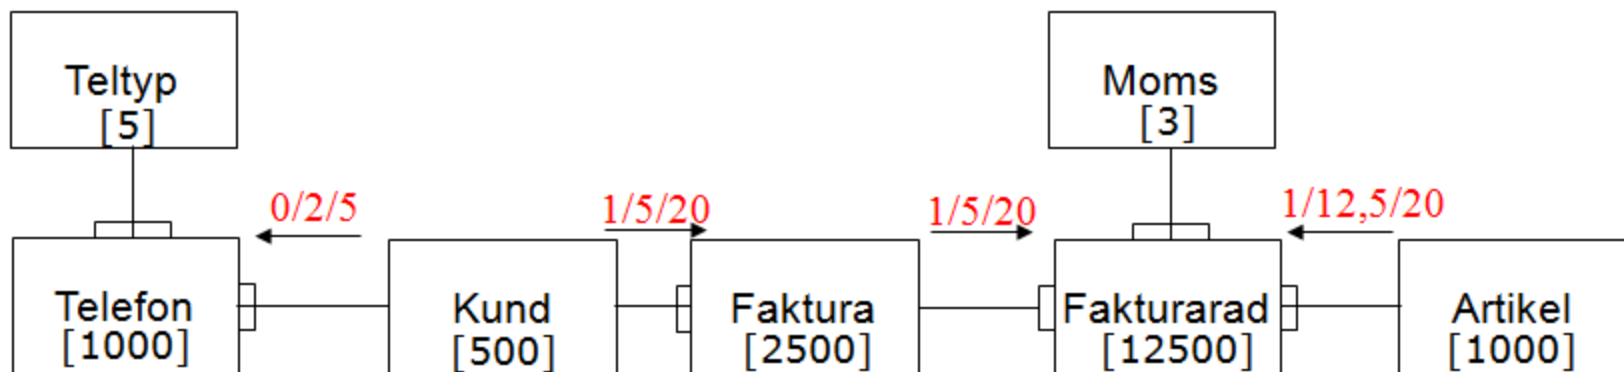 Teltyp
[5]
Moms
[3]
0/2/5
1/5/20
1/5/20
1/12,5/20
Telefon
[1000]
Kund
[500]
Faktura
[2500]
Fakturarad
[12500]
Artikel
[1000]